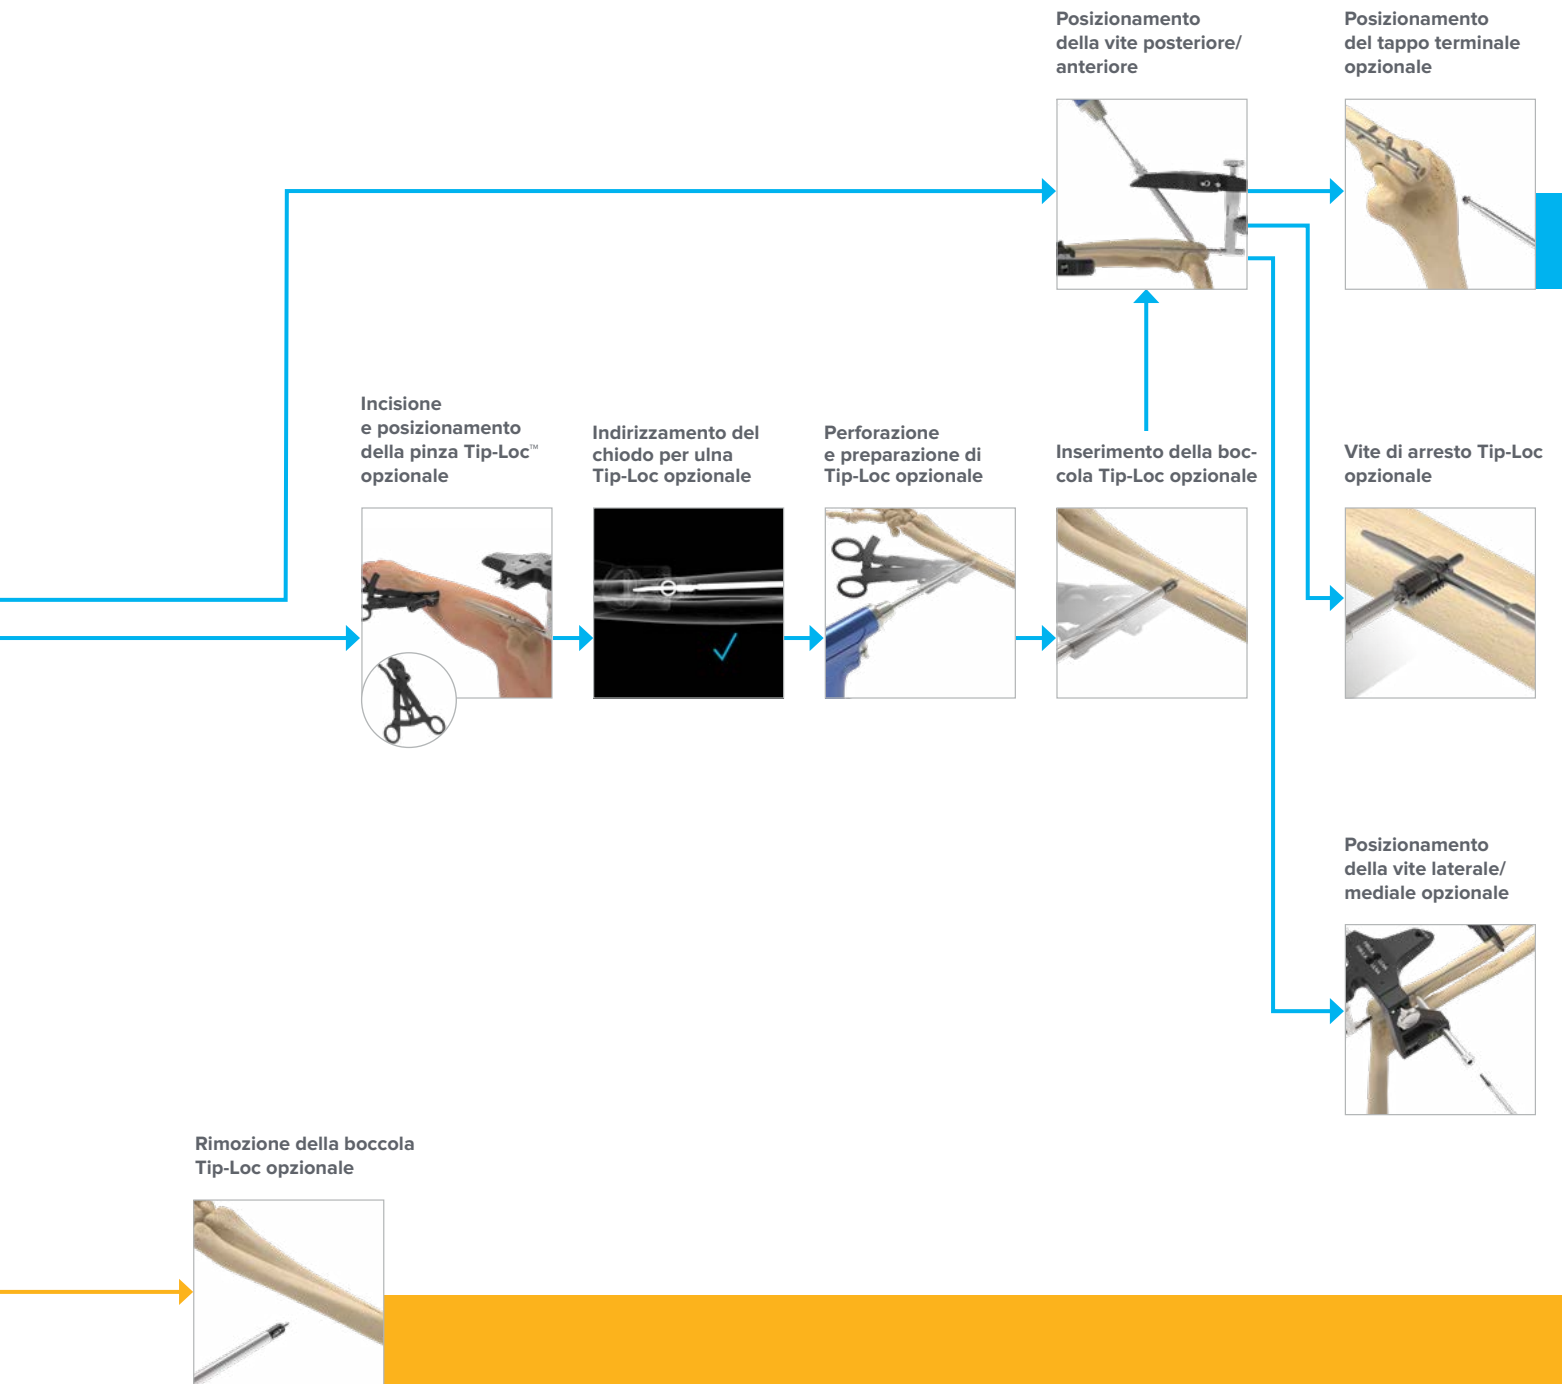 Posizionamento
della vite posteriore/
anteriore
Posizionamento
del tappo terminale
opzionale
Incisione
e posizionamento
della pinza Tip-Loc™
opzionale
Indirizzamento del
chiodo per ulna
Tip-Loc opzionale
Perforazione
e preparazione di
Tip-Loc opzionale
Inserimento della boc-
cola Tip-Loc opzionale
Vite di arresto Tip-Loc
opzionale
Posizionamento
della vite laterale/
mediale opzionale
Rimozione della boccola
Tip-Loc opzionale